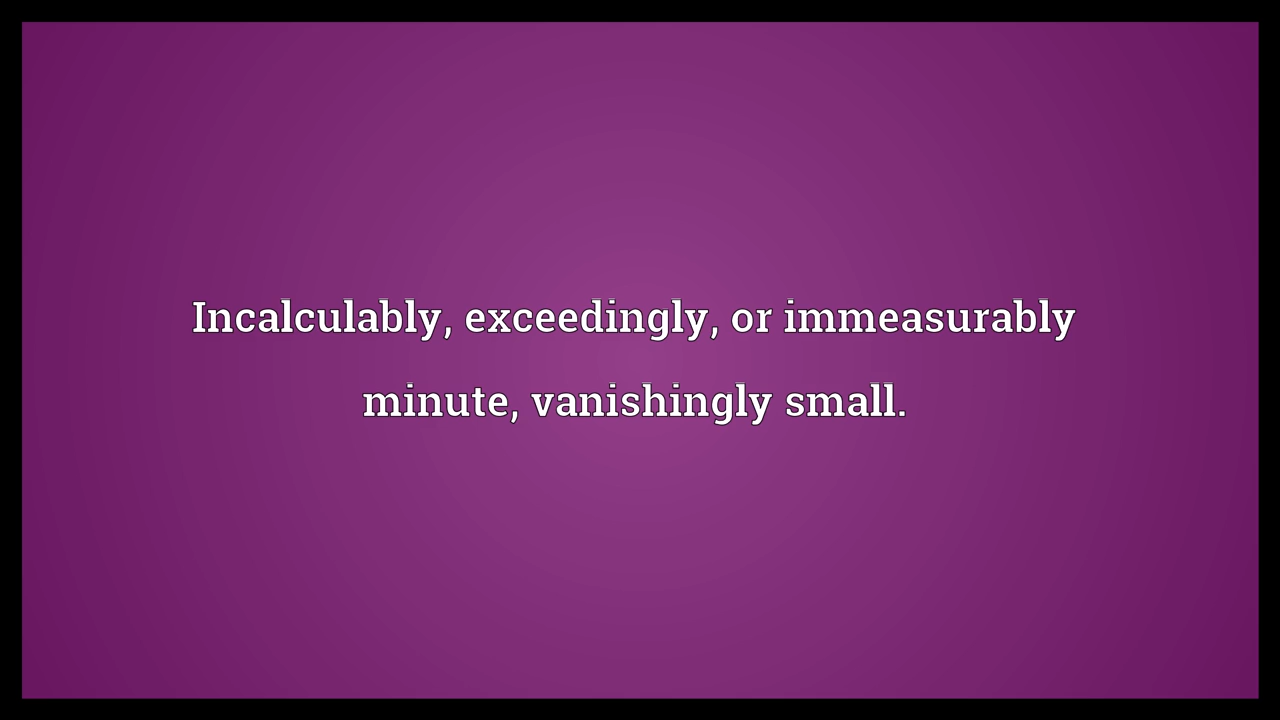 Incalculably, exceedingly, or immeasurably
minute, vanishingly small.